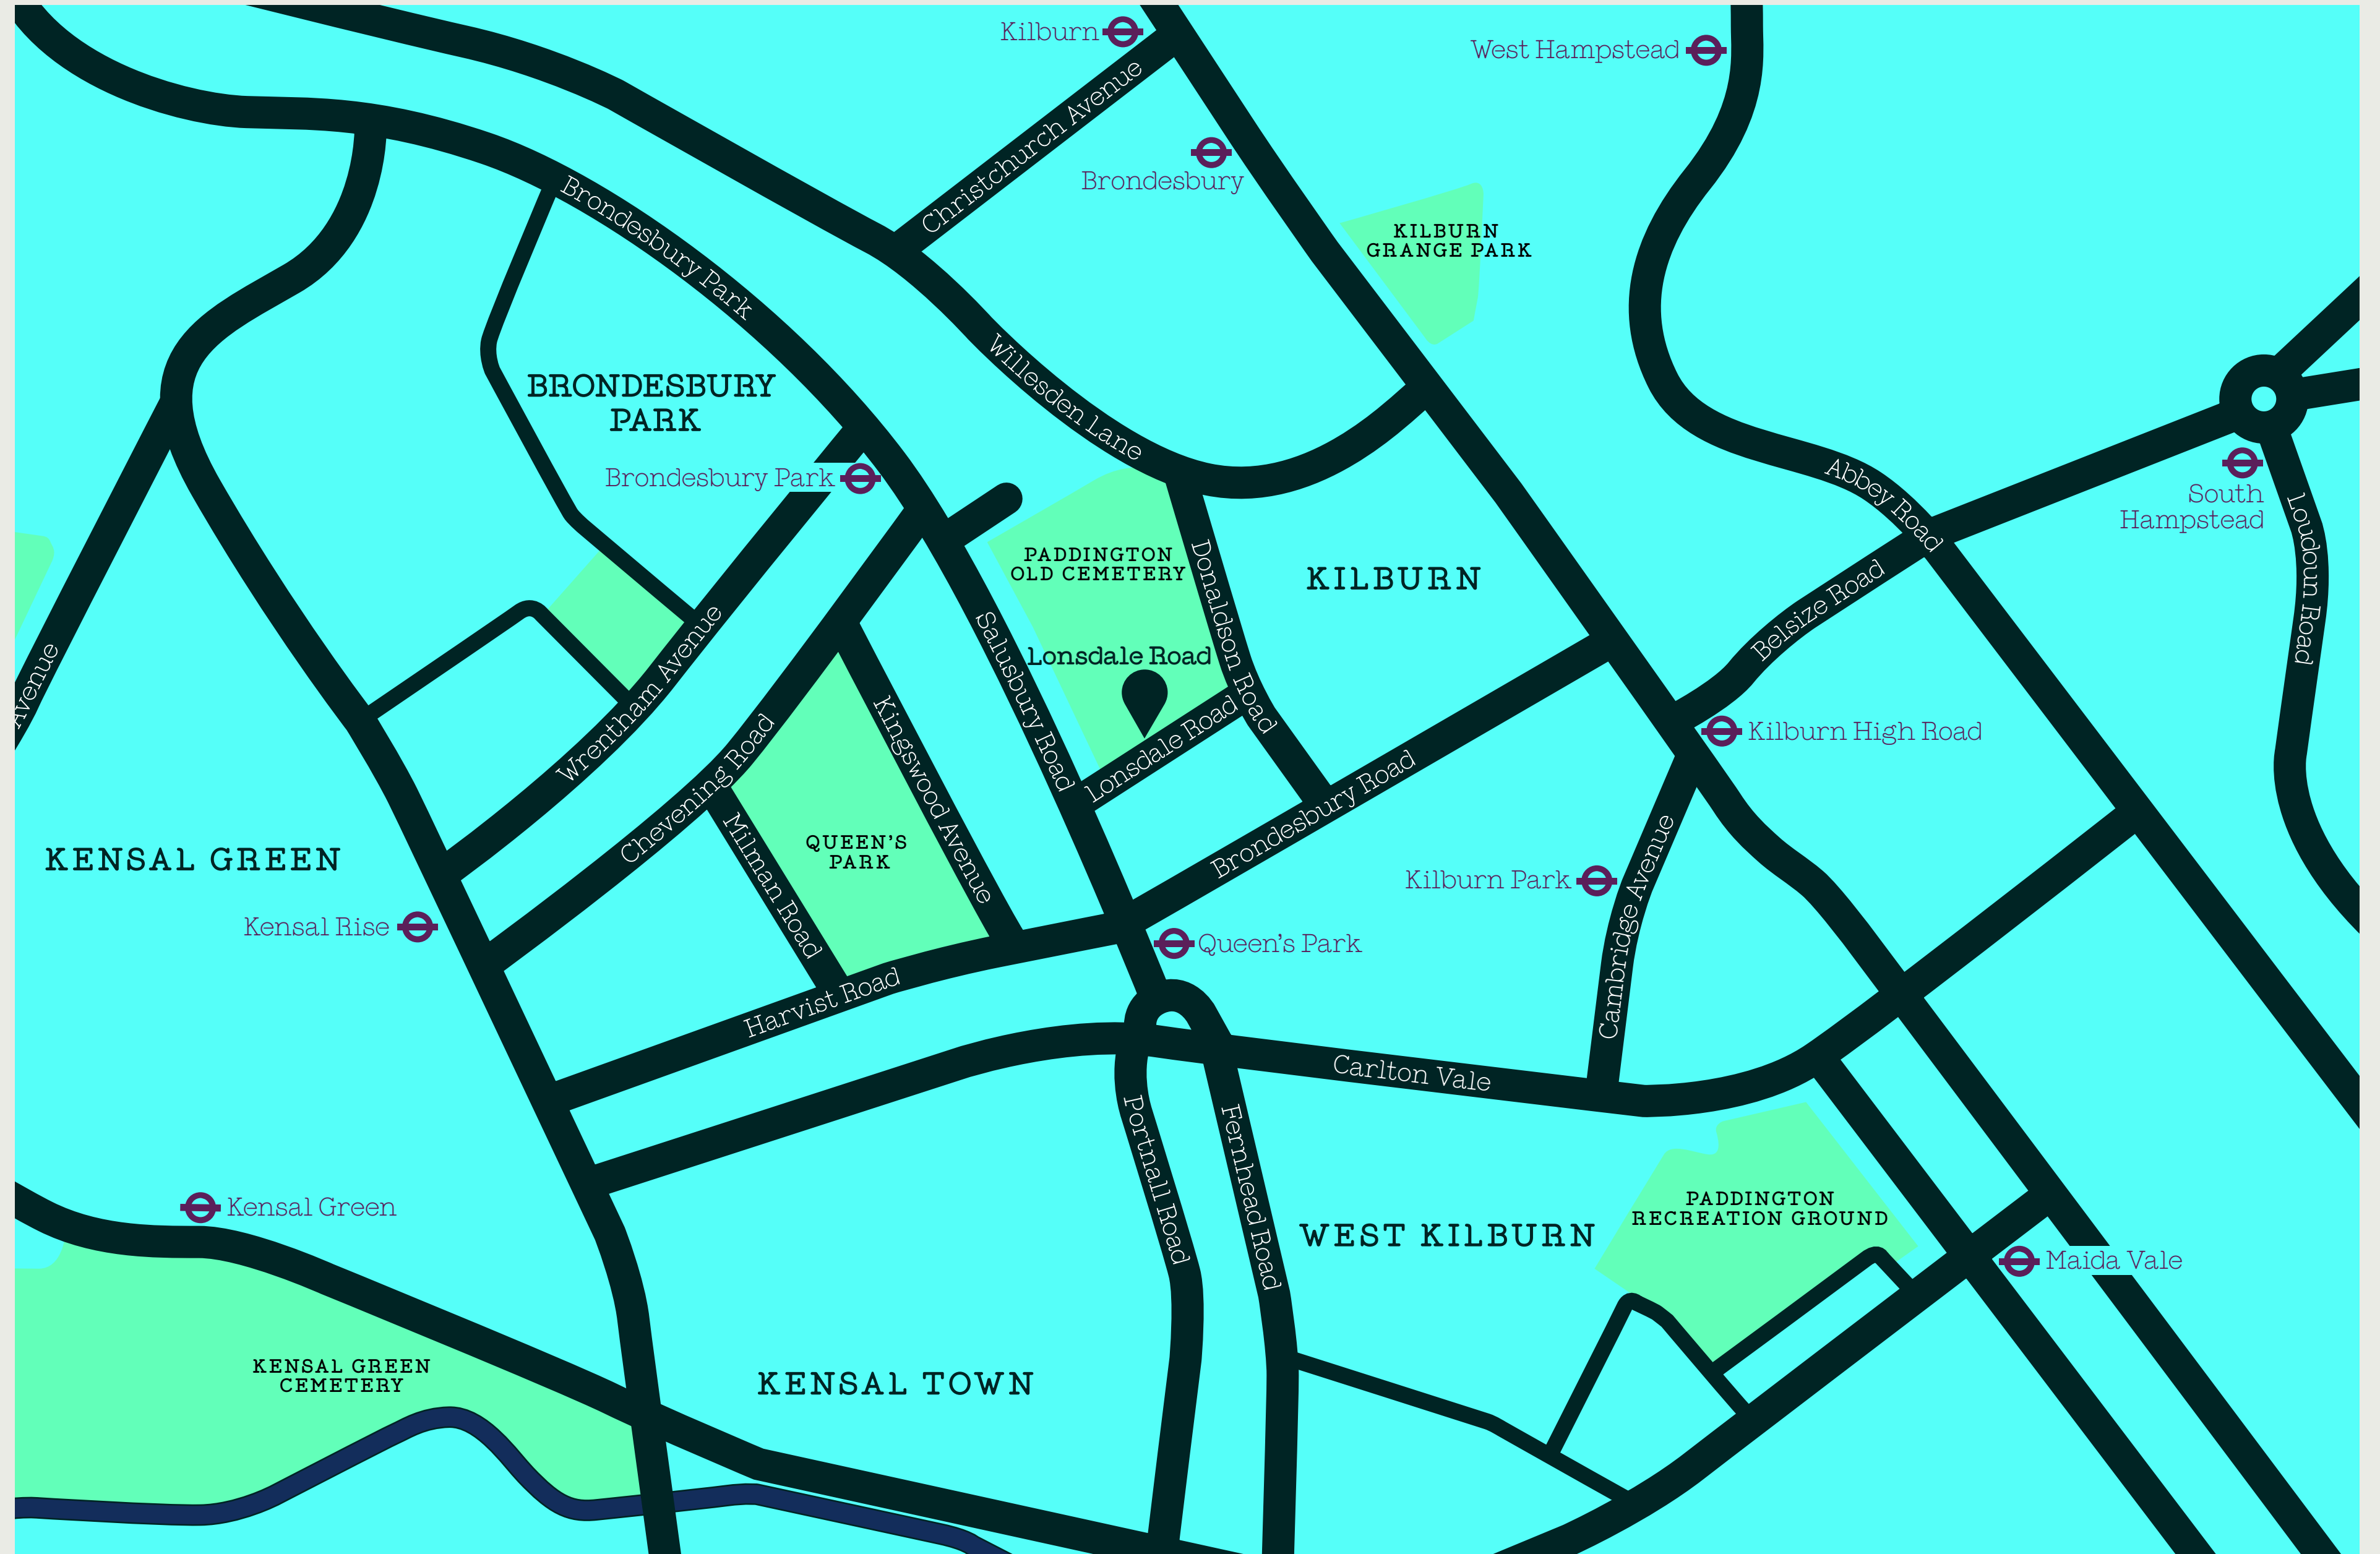 Kilburn
West Hampstead
Christchurch Avenue
Brondesbury
Brondesbury Park
KILBURN
GRANGE PARK
BRONDESBURY
PARK
Willesden Lane
Brondesbury Park
Abbey Road
South
Hampstead
Loudoun Road
PADDINGTON
OLD CEMETERY
Donaldson Road
KILBURN
Belsize Road
Salusbury Road
Lonsdale Road
Lonsdale Road
Wrentham Avenue
Avenue
Kingswood Avenue
Chevening Road
Kilburn High Road
Brondesbury Road
Milman Road
QUEEN'S
PARK
KENSAL GREEN
Kilburn Park
Cambridge Avenue
Kensal Rise
Queen's Park
Harvist Road
Carlton Vale
Portnall Road
Fernhead Road
Kensal Green
PADDINGTON
RECREATION GROUND
WEST KILBURN
Maida Vale
KENSAL GREEN
CEMETERY
KENSAL TOWN